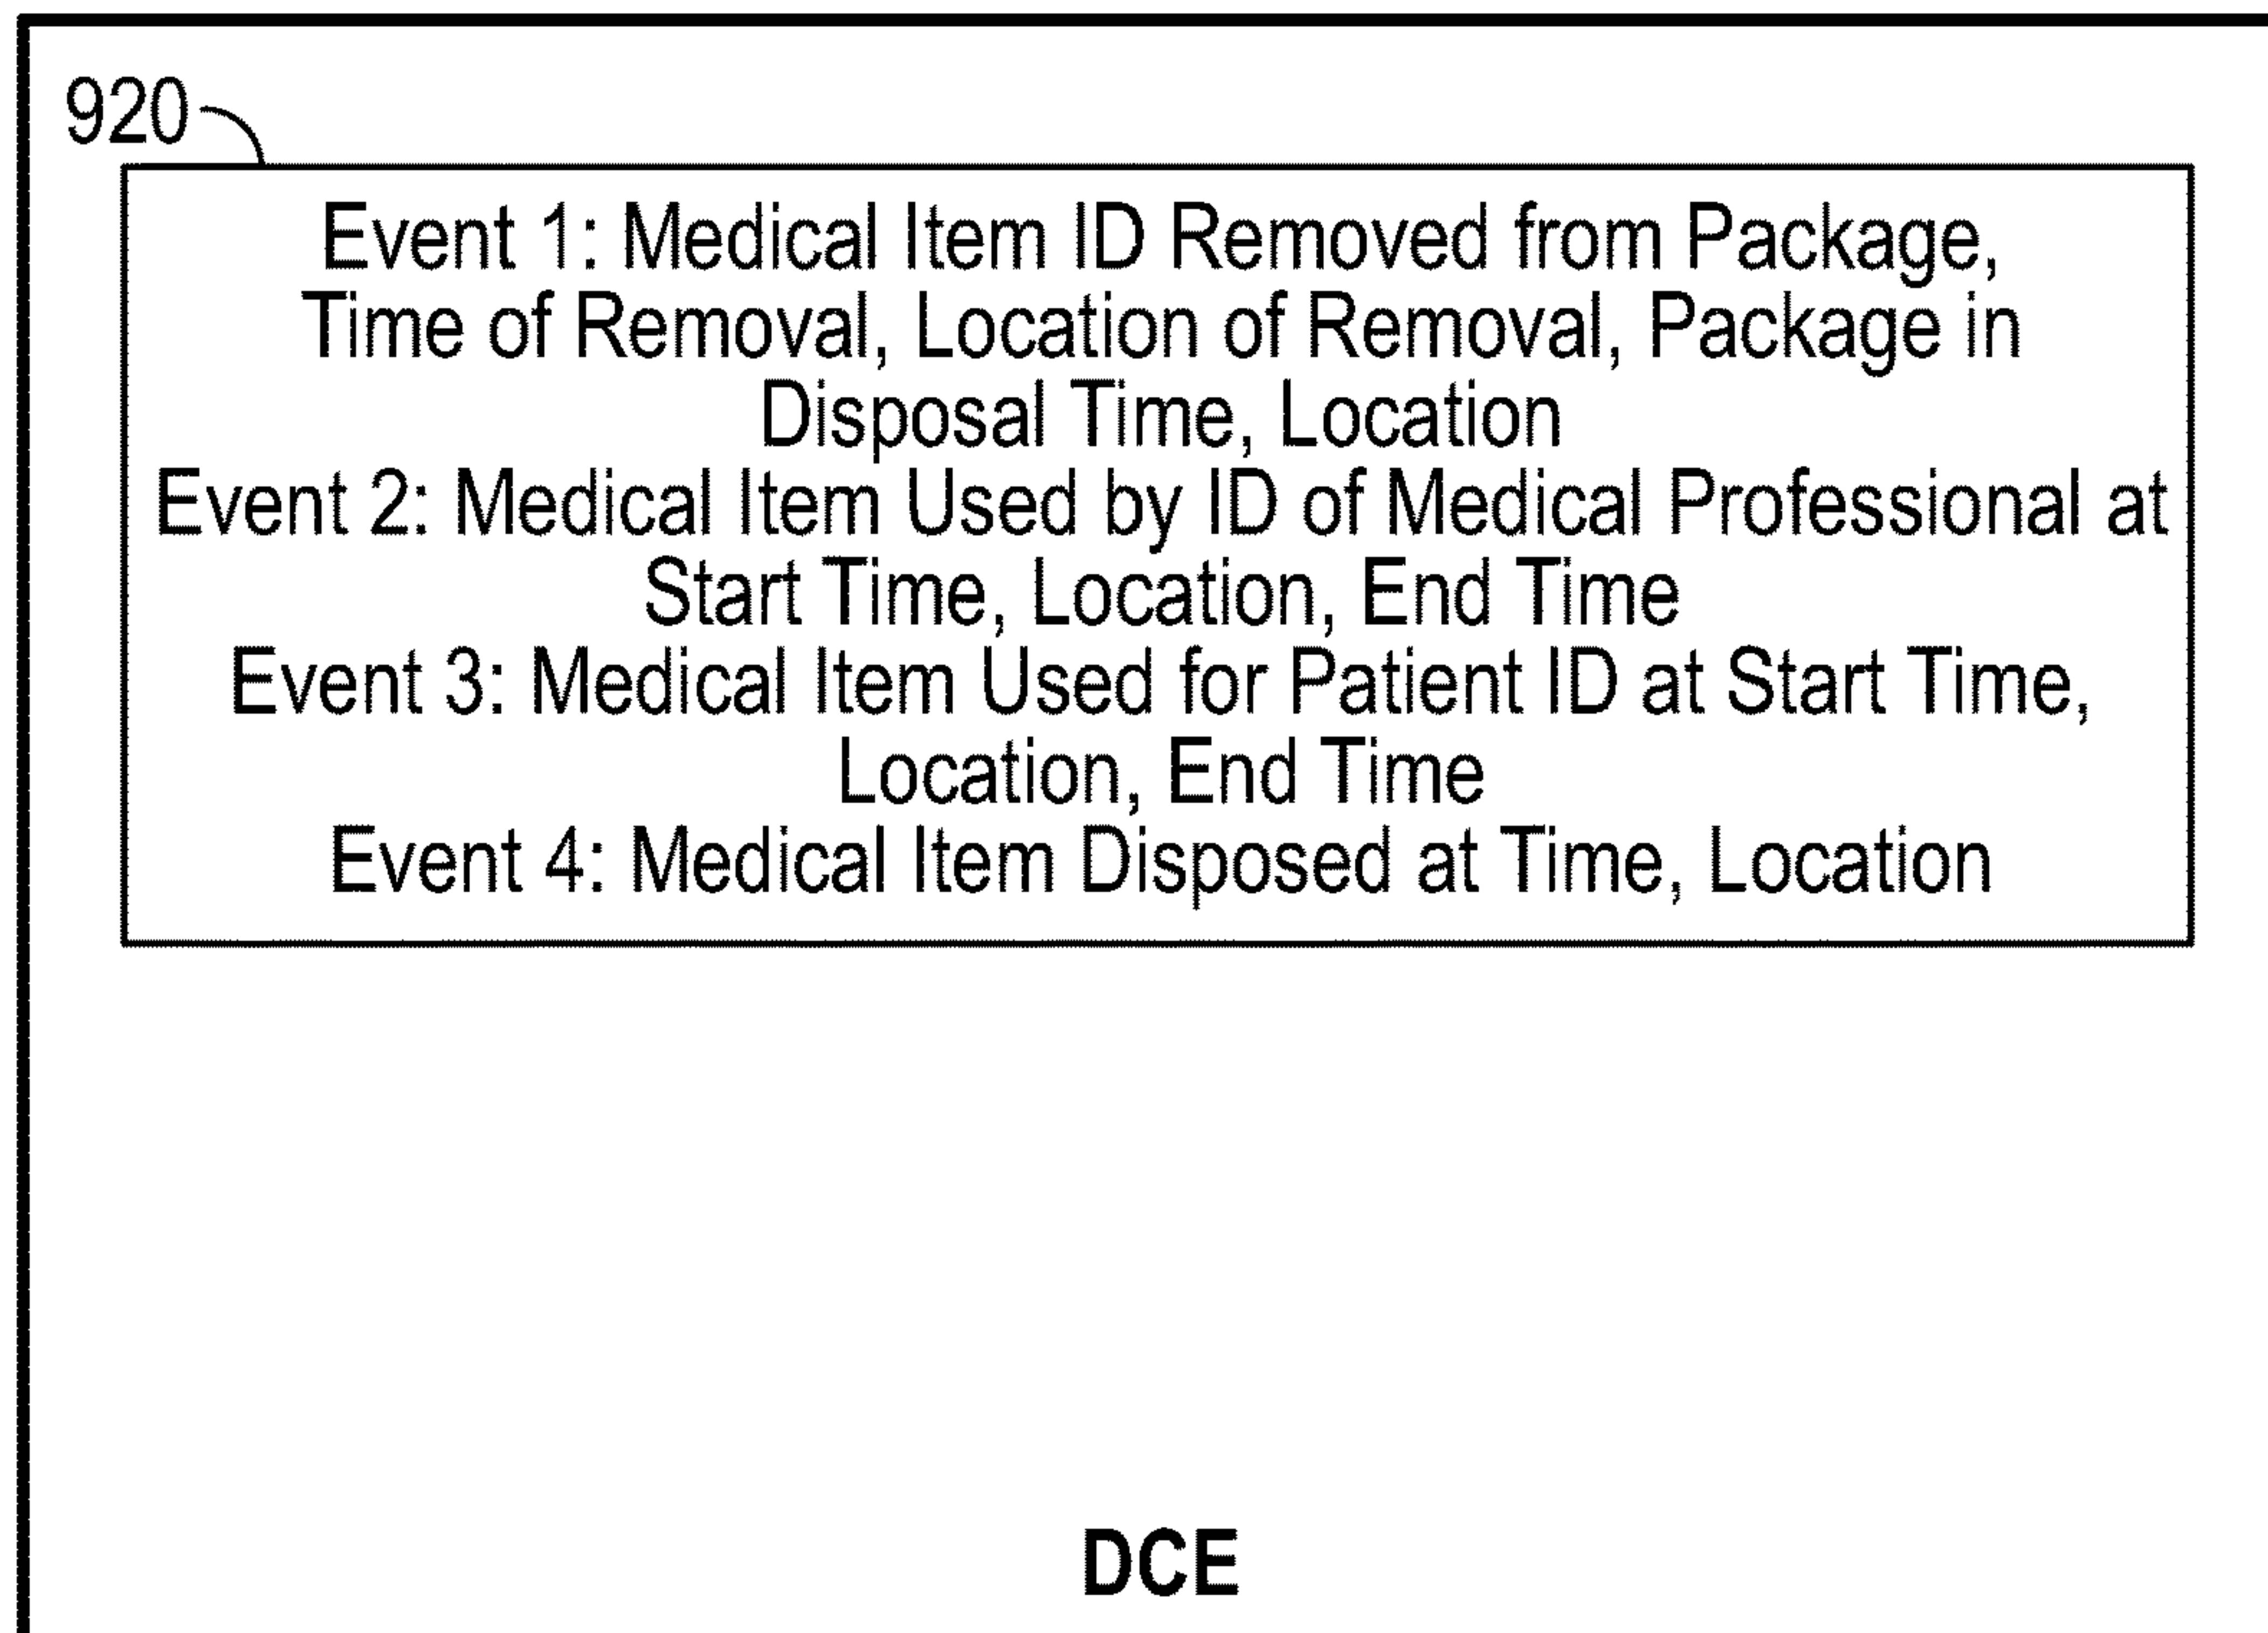 920
Event 1: Medical Item ID Removed from Package,
Time of Removal, Location of Removal, Package in
Disposal Time, Location
Event 2: Medical Item Used by ID of Medical Professional at
Start Time, Location, End Time
Event 3: Medical Item Used for Patient ID at Start Time,
Location, End Time
Event 4: Medical Item Disposed at Time, Location
DCE